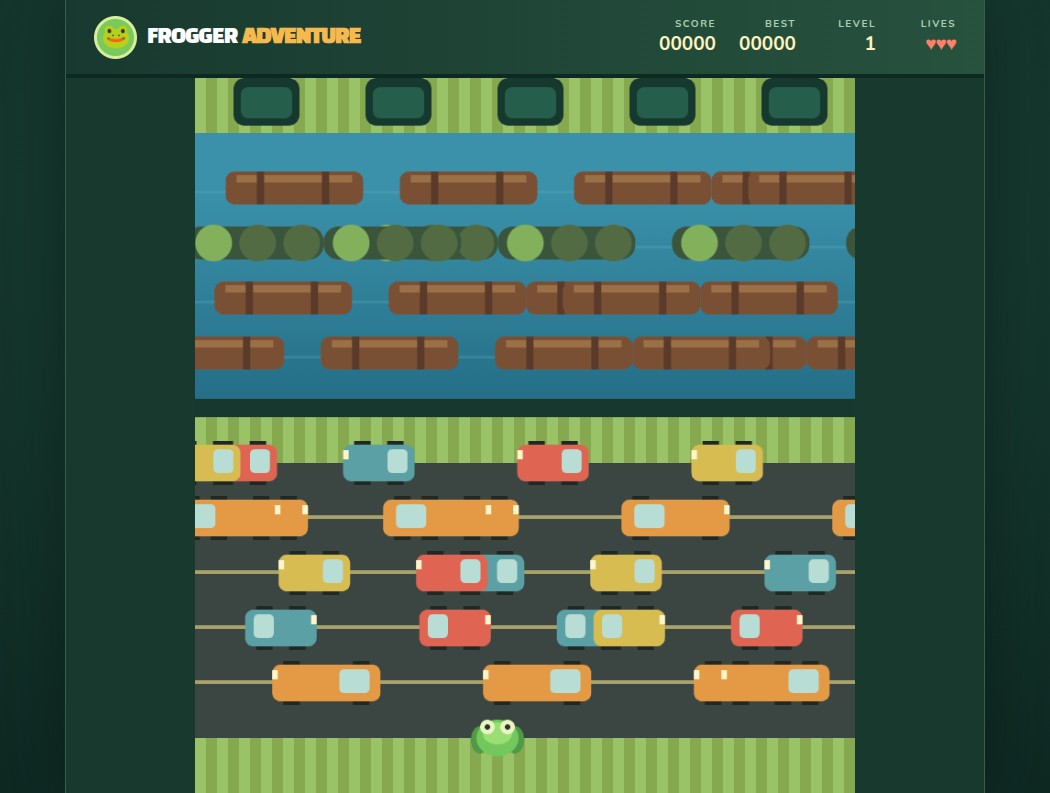 FROGGER ADVENTURE
SCORE BEST LEVEL LIVES
00000 00000 1 ♥♥♥